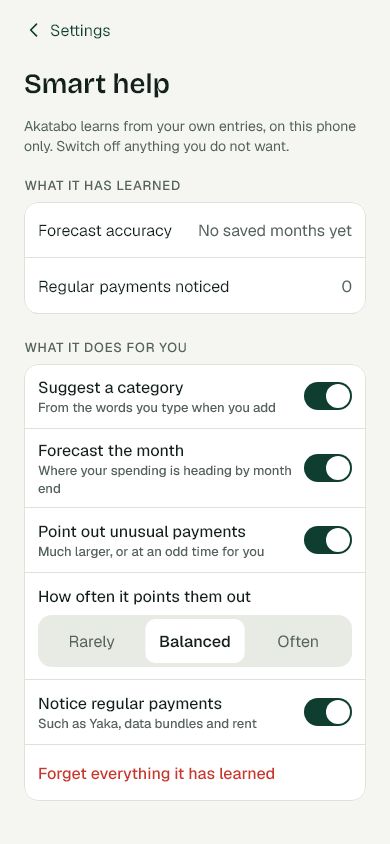 Settings
Smart help
Akatabo learns from your own entries, on this phone
only. Switch off anything you do not want.
WHAT IT HAS LEARNED
Forecast accuracy No saved months yet
Regular payments noticed 0
WHAT IT DOES FOR YOU
Suggest a category
From the words you type when you add
Forecast the month
Where your spending is heading by month
end
Point out unusual payments
Much larger, or at an odd time for you
How often it points them out
Rarely Balanced Often
Notice regular payments
Such as Yaka, data bundles and rent
Forget everything it has learned